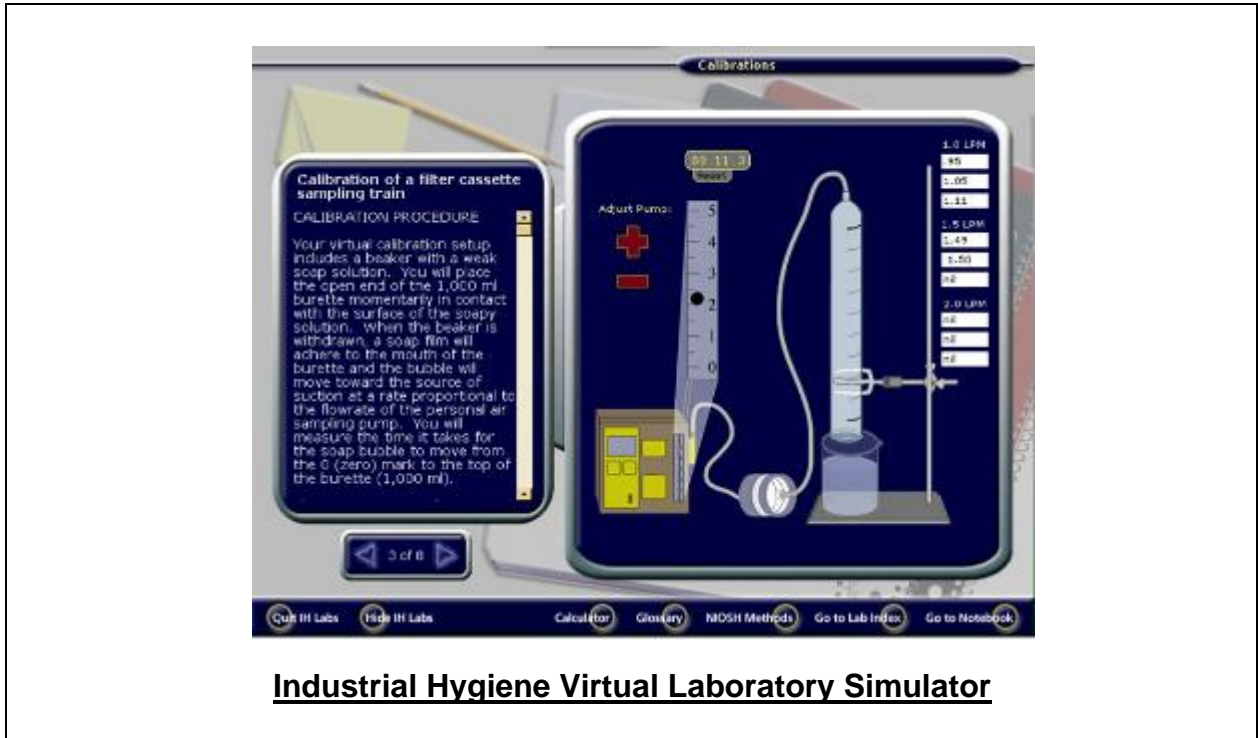 Calibrations
Calibration of a filter cassette
sampling train
CALIBRATION PROCEDURE
Your virtual calibration setup
includes a beaker with a weak
soap solution. You will place
the open end of the 1,000 ml
burette momentarily in contact
with the surface of the soapy
solution. When the beaker is
withdrawn, a soap film will
adhere to the mouth of the
burette and the bubble will
move toward the source of
suction at a rate proportional to
the flowrate of the personal air
sampling pump. You will
measure the time it takes for
the soap bubble to move from
the 0 (zero) mark to the top of
the burette (1,000 ml).
3 of 8
Reset
Adjust Pump:
5
4
3
2
1
0
1.0 LPM
.95
1.05
1.11
1.5 LPM
1.49
1.50
2.0 LPM
Quit IH Labs
Hide IH Labs
Calculator
Glossary
NIOSH Methods
Go to Lab Index
Go to Notebook
Industrial Hygiene Virtual Laboratory Simulator